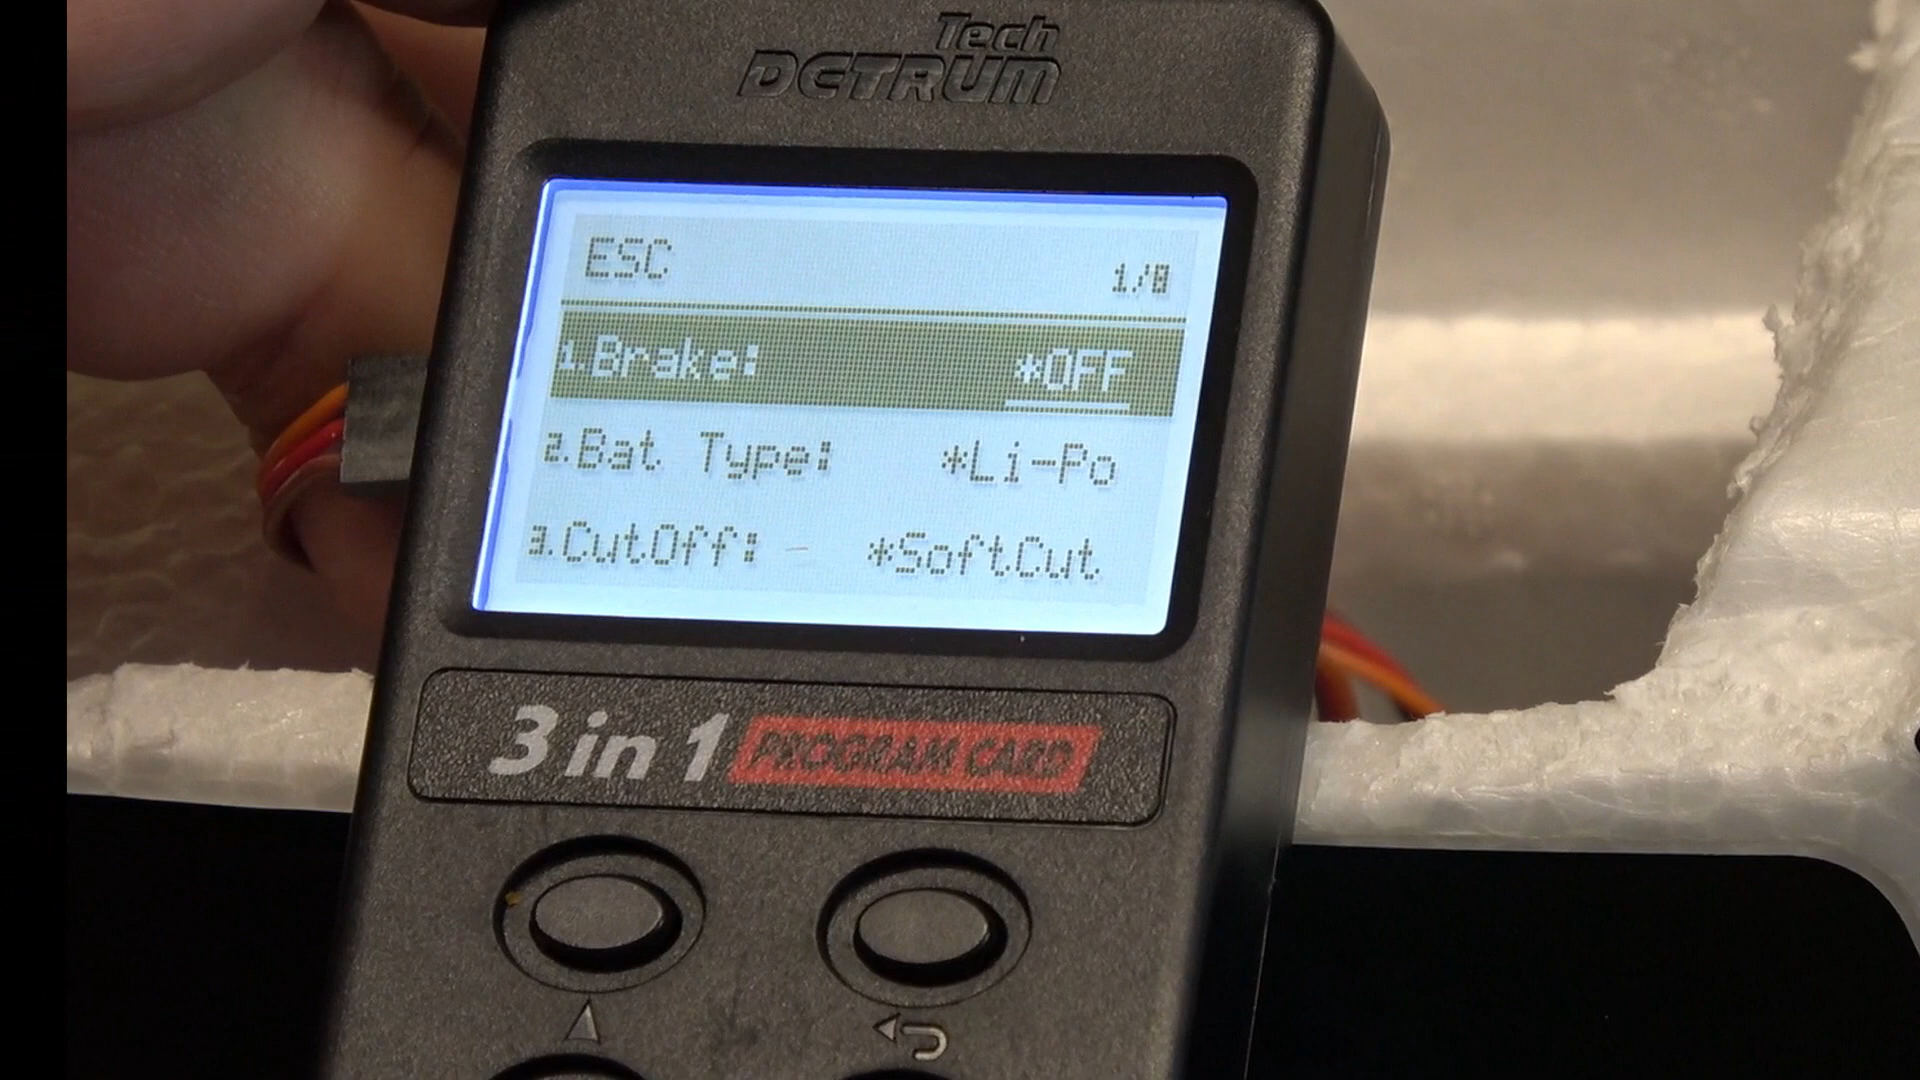 Tech
DETRUM
ESC 1/8
1.Brake: *OFF
2.Bat Type: *Li-Po
3.CutOff: *SoftCut
3 in 1 PROGRAM CARD